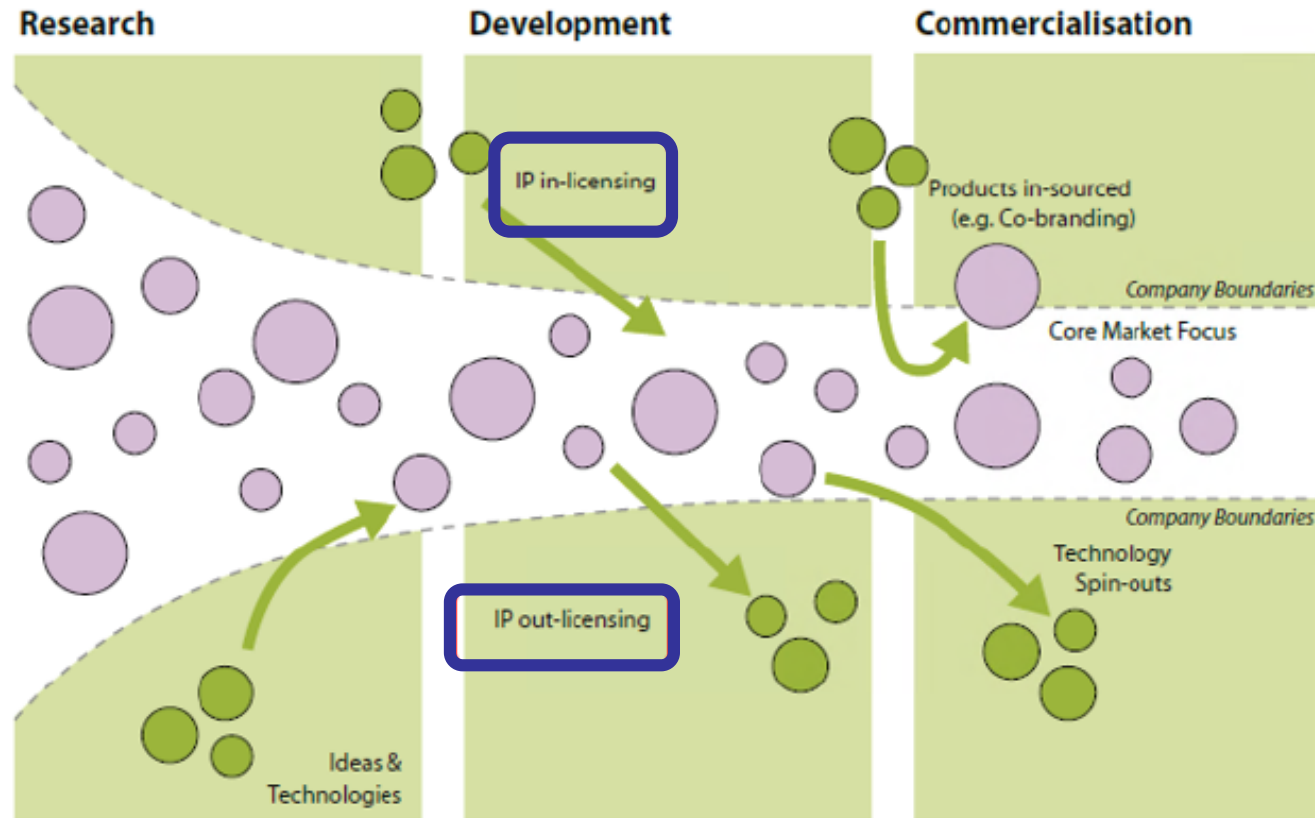 Research
Development
Commercialisation
IP in-licensing
Products in-sourced
(e.g. Co-branding)
Company Boundaries
Core Market Focus
Company Boundaries
Technology
Spin-outs
IP out-licensing
Ideas &
Technologies